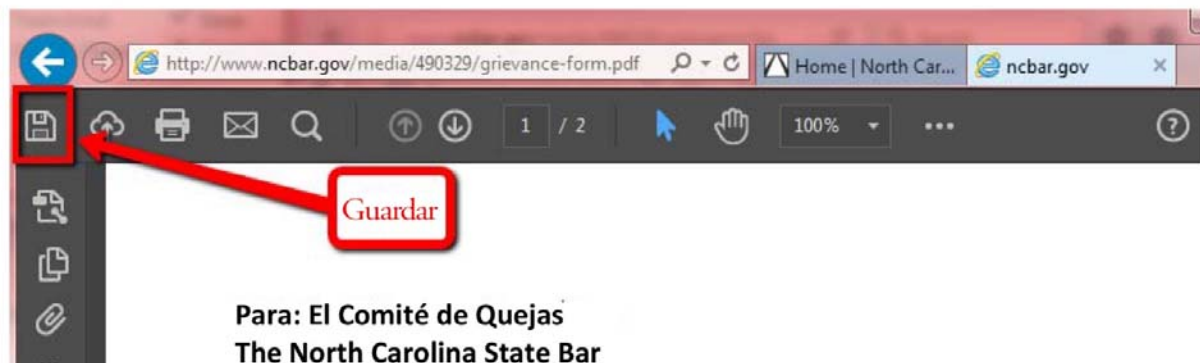 http://www.ncbar.gov/media/490329/grievance-form.pdf
Home | North Car...
ncbar.gov
1 / 2
100%
Guardar
Para: El Comité de Quejas
The North Carolina State Bar